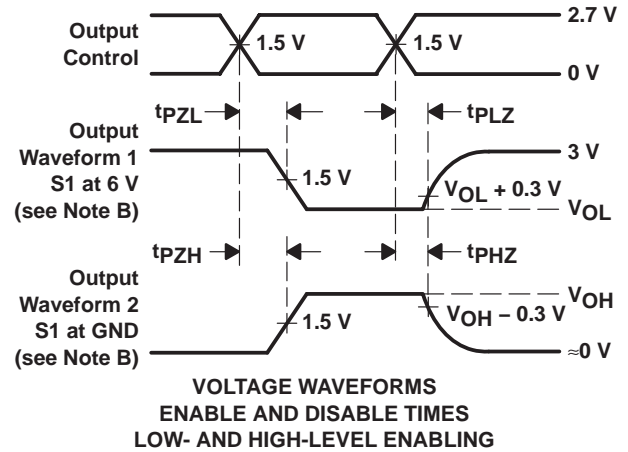 2.7 V
Output
Control
1.5 V
1.5 V
0 V
tPZL
tPLZ
Output
Waveform 1
S1 at 6 V
(see Note B)
3 V
1.5 V
VOL + 0.3 V
VOL
tPZH
tPHZ
Output
Waveform 2
S1 at GND
(see Note B)
VOH
1.5 V
VOH − 0.3 V
≈0 V
VOLTAGE WAVEFORMS
ENABLE AND DISABLE TIMES
LOW- AND HIGH-LEVEL ENABLING